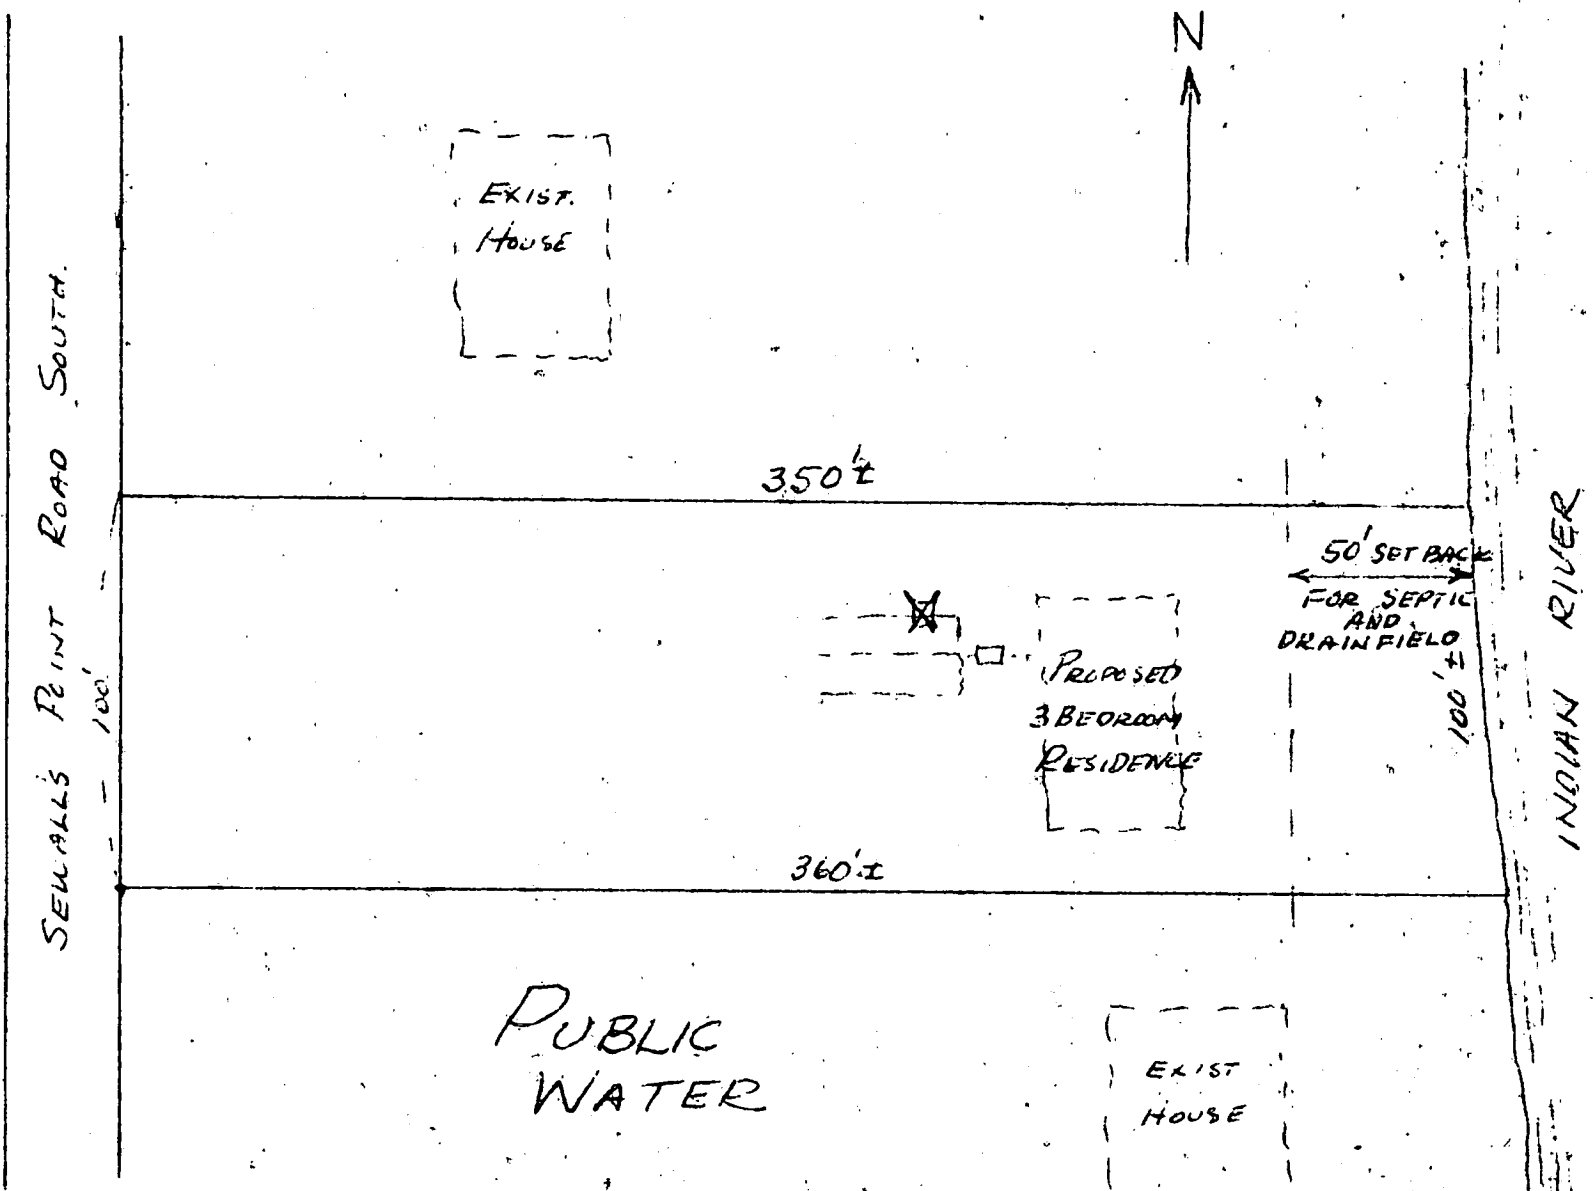 N
EXIST.
HOUSE
SEWALL'S POINT ROAD SOUTH.
100'
350'±
50' SET BACK
FOR SEPTIC
AND
DRAINFIELD
100'±
INDIAN RIVER
PROPOSED
3 BEDROOM
RESIDENCE
360'±
PUBLIC
WATER
EXIST
HOUSE